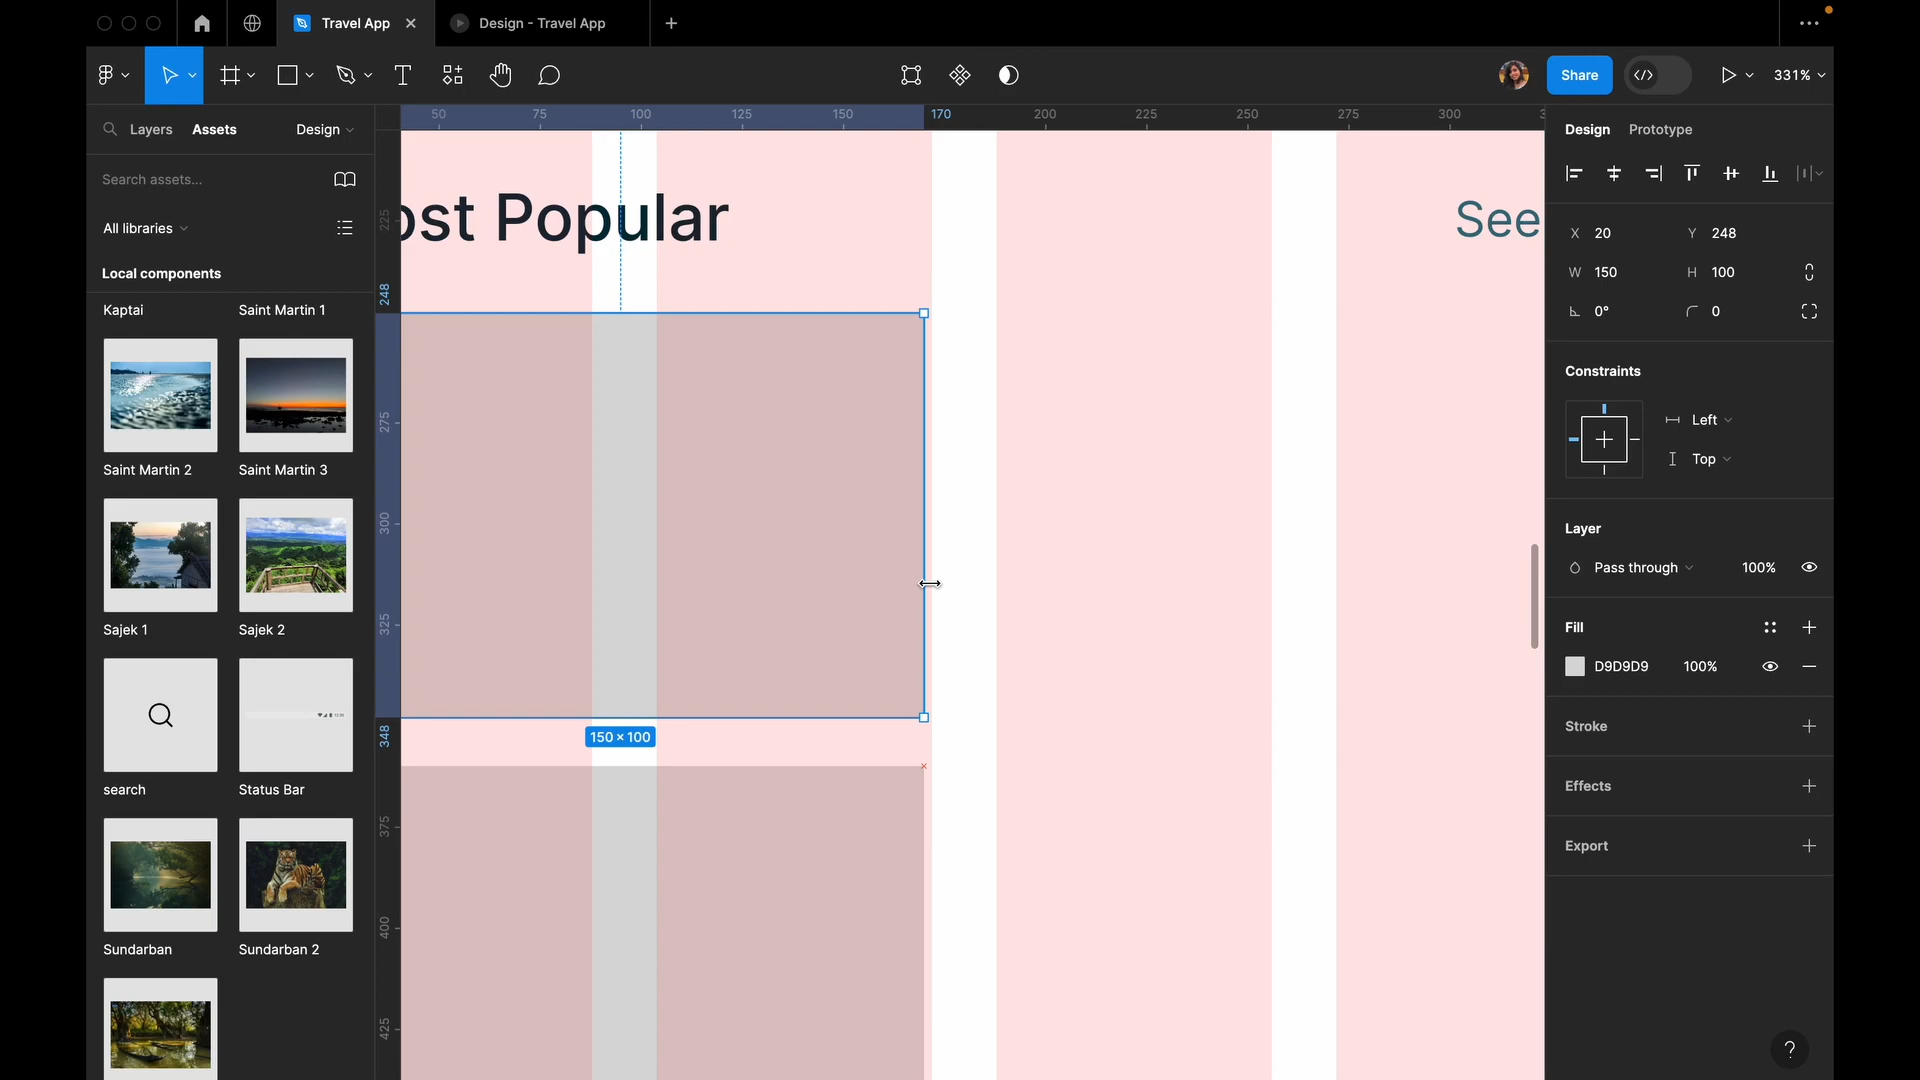 Travel App
Design - Travel App
Share
331%
Layers
Assets
Design
Search assets...
All libraries
Local components
Kaptai
Saint Martin 1
Saint Martin 2
Saint Martin 3
Sajek 1
Sajek 2
search
Status Bar
Sundarban
Sundarban 2
50
75
100
125
150
170
200
225
250
275
300
225
248
275
300
325
348
375
400
425
ost Popular
See
150 × 100
Design
Prototype
X 20
Y 248
W 150
H 100
0°
0
Constraints
Left
Top
Layer
Pass through
100%
Fill
D9D9D9
100%
Stroke
Effects
Export
?